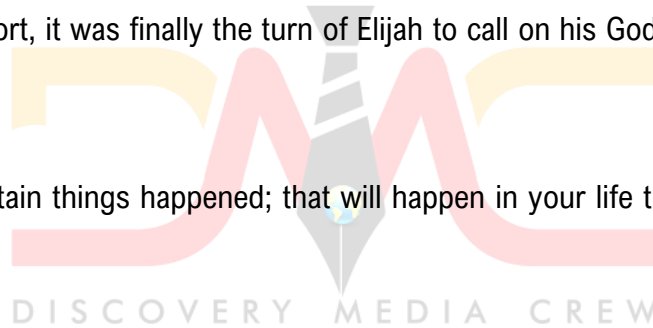 ort, it was finally the turn of Elijah to call on his God
tain things happened; that will happen in your life t
DMC
DISCOVERY MEDIA CREW